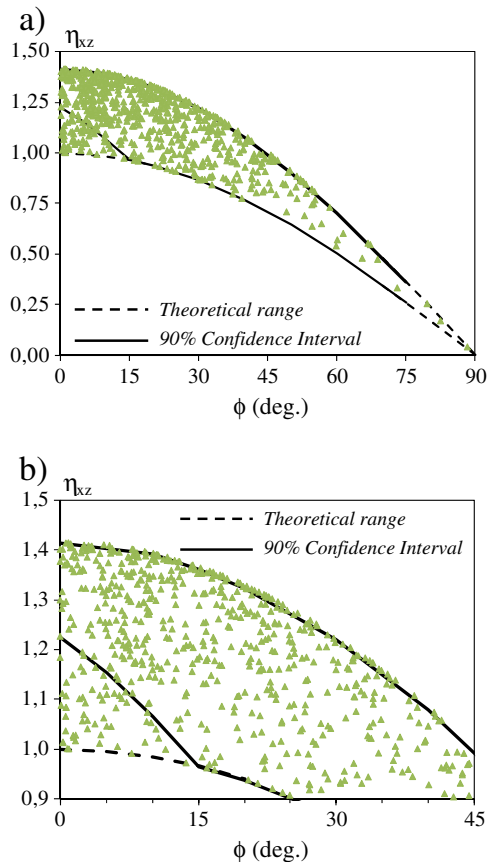 a)
ηxz
1,50
1,25
1,00
0,75
0,50
0,25
0,00
Theoretical range
90% Confidence Interval
0 15 30 45 60 75 90
ϕ (deg.)
b)
ηxz
1,5
1,4
1,3
1,2
1,1
1,0
0,9
Theoretical range
90% Confidence Interval
0 15 30 45
ϕ (deg.)